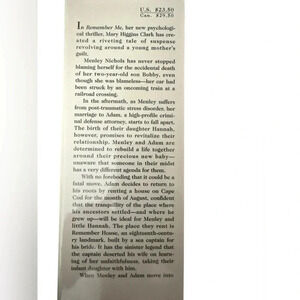 U.S. $23.50
Can. $29.50
In Remember Me, her new psychologi-
cal thriller, Mary Higgins Clark has cre-
ated a riveting tale of suspense
revolving around a young mother's
guilt.
Menley Nichols has never stopped
blaming herself for the accidental death
of her two-year-old son Bobby, even
though she was blameless—her car had
been struck by an oncoming train at a
railroad crossing.
In the aftermath, as Menley suffers
from post-traumatic stress disorder, her
marriage to Adam, a high-profile crimi-
nal defense attorney, starts to fall apart.
The birth of their daughter Hannah,
however, promises to revitalize their
relationship. Menley and Adam are
determined to rebuild a life together
around their precious new baby—
unaware that someone in their midst
has a very different agenda for them.
With no foreboding that it could be a
fatal move, Adam decides to return to
his roots by renting a house on Cape
Cod for the month of August, confident
that the tranquility of the place where
his ancestors settled—and where he
grew up—will be ideal for Menley and
little Hannah. The place they rent is
Remember House, an eighteenth-centu-
ry landmark, built by a sea captain for
his bride. It has the sinister legend that
the captain deserted his wife on learn-
ing of her unfaithfulness, taking their
infant daughter with him.
When Menley and Adam move into